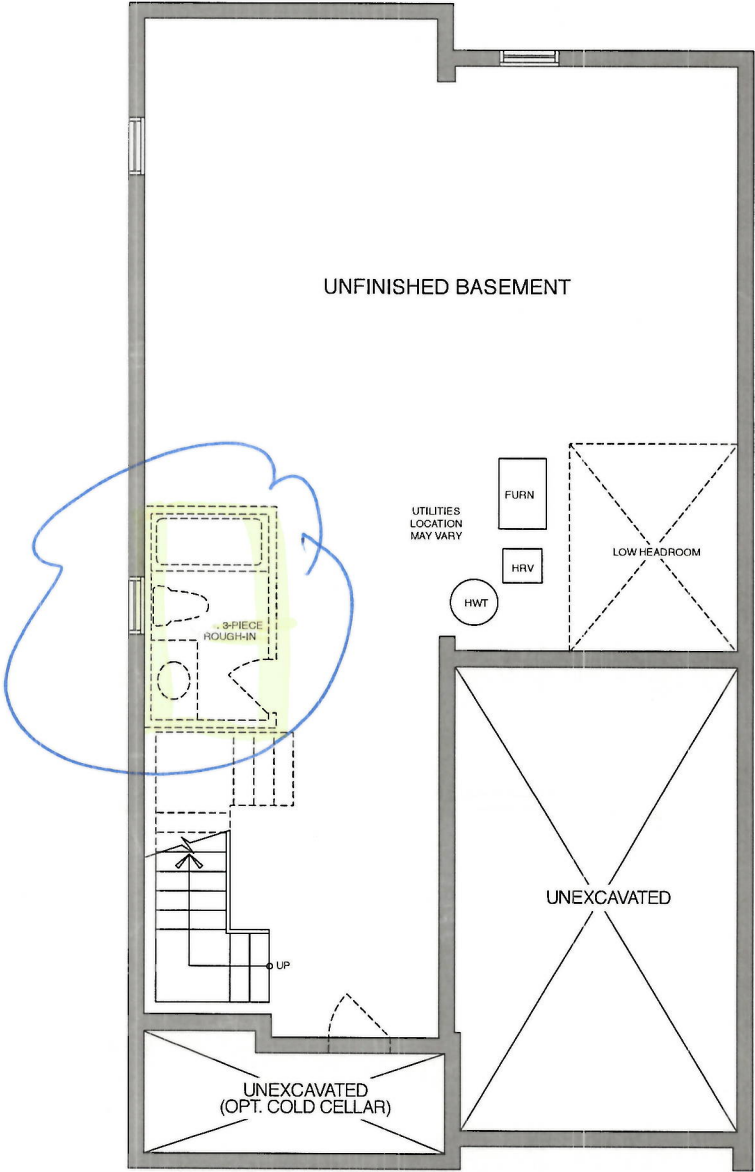 UNFINISHED BASEMENT
UTILITIES
LOCATION
MAY VARY
FURN
HRV
HWT
LOW HEADROOM
3-PIECE
ROUGH-IN
UNEXCAVATED
UP
UNEXCAVATED
(OPT. COLD CELLAR)